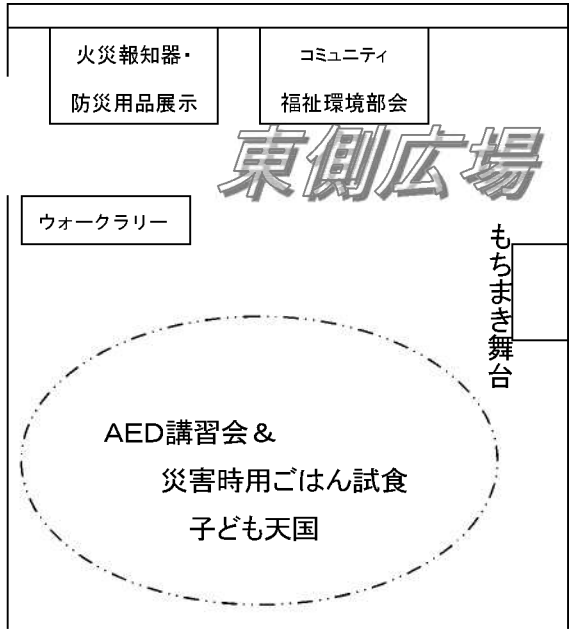 火災報知器・
防災用品展示
コミュニティ
福祉環境部会
東側広場
ウォークラリー
もちまき舞台
AED講習会＆
災害時用ごはん試食
子ども天国